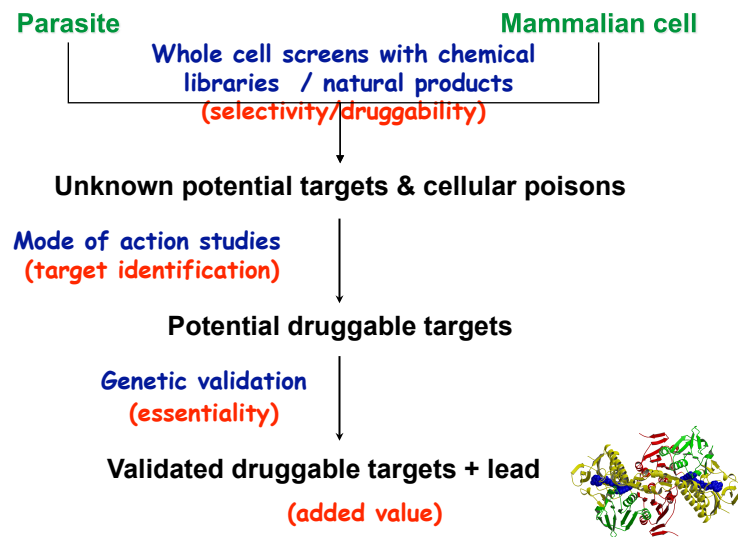 Parasite
Mammalian cell
Whole cell screens with chemical
libraries / natural products
(selectivity/druggability)
Unknown potential targets & cellular poisons
Mode of action studies
(target identification)
Potential druggable targets
Genetic validation
(essentiality)
Validated druggable targets + lead
(added value)